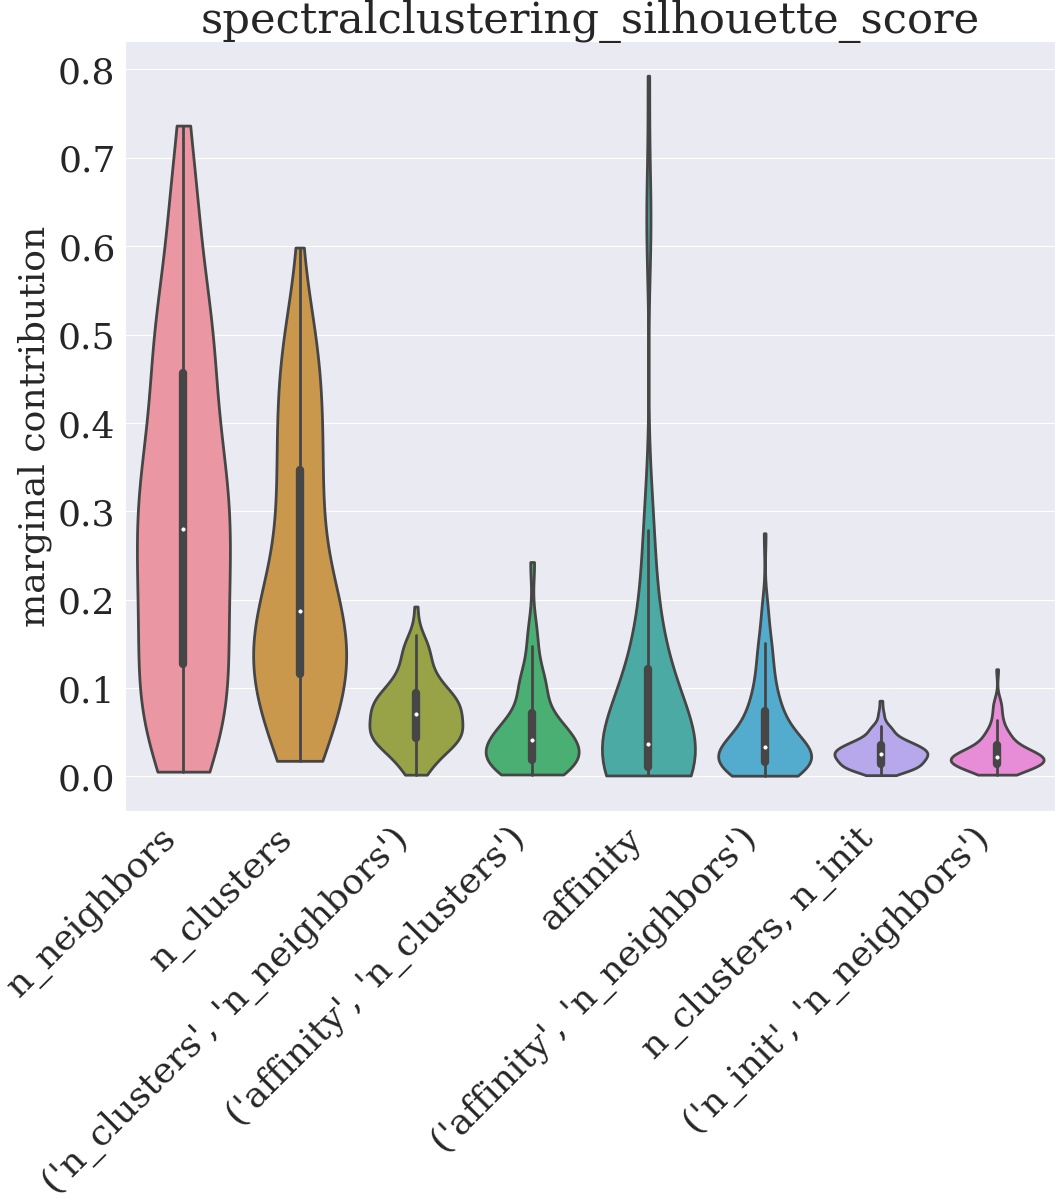 spectralclustering_silhouette_score
marginal contribution
0.8
0.7
0.6
0.5
0.4
0.3
0.2
0.1
0.0
n_neighbors
n_clusters
('n_clusters', 'n_neighbors')
('affinity', 'n_clusters')
affinity
('affinity', 'n_neighbors')
n_clusters, n_init
('n_init', 'n_neighbors')